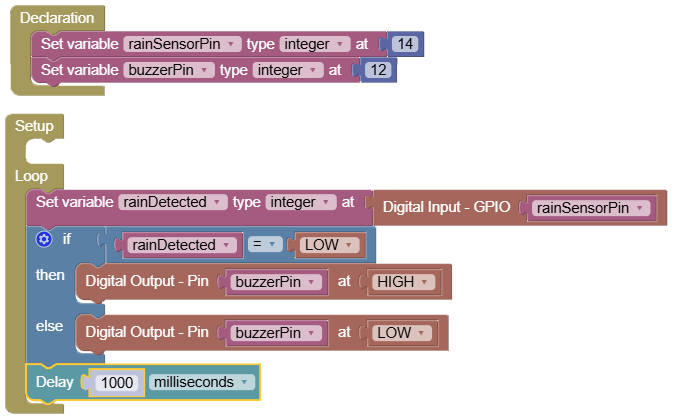 Declaration
Set variable rainSensorPin type integer at 14
Set variable buzzerPin type integer at 12
Setup
Loop
Set variable rainDetected type integer at Digital Input - GPIO rainSensorPin
if rainDetected = LOW
then Digital Output - Pin buzzerPin at HIGH
else Digital Output - Pin buzzerPin at LOW
Delay 1000 milliseconds